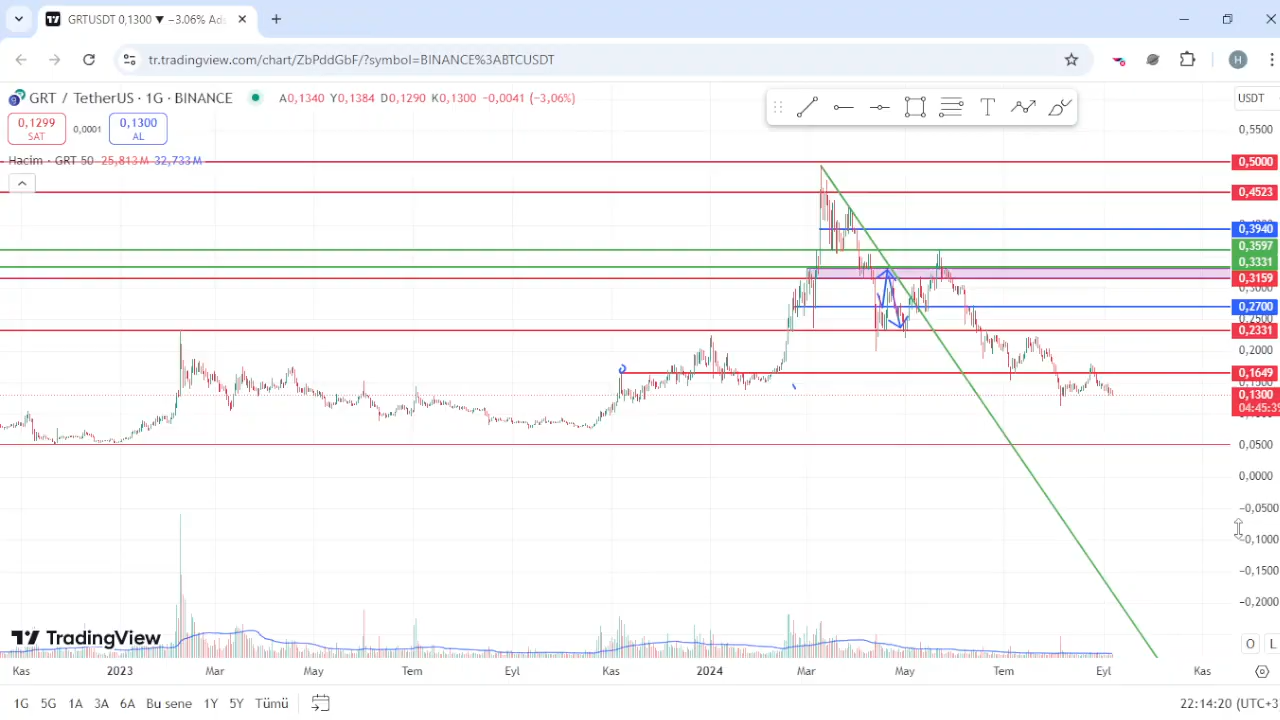 GRTUSDT 0,1300 ▼ −3.06% Ads
tr.tradingview.com/chart/ZbPddGbF/?symbol=BINANCE%3ABTCUSDT
H
GRT / TetherUS · 1G · BINANCE A0,1340 Y0,1384 D0,1290 K0,1300 −0,0041 (−3,06%)
USDT
0,1299
SAT
0,0001
0,1300
AL
Hacim · GRT 50 25,813M 32,733M
0,5500
0,5000
0,4523
0,3940
0,3597
0,3331
0,3159
0,3000
0,2700
0,2500
0,2331
0,2000
0,1649
0,1300
04:45:39
0,0500
0,0000
−0,0500
−0,1000
−0,1500
−0,2000
TradingView
O L
Kas 2023 Mar May Tem Eyl Kas 2024 Mar May Tem Eyl Kas
1G 5G 1A 3A 6A Bu sene 1Y 5Y Tümü
22:14:20 (UTC+3